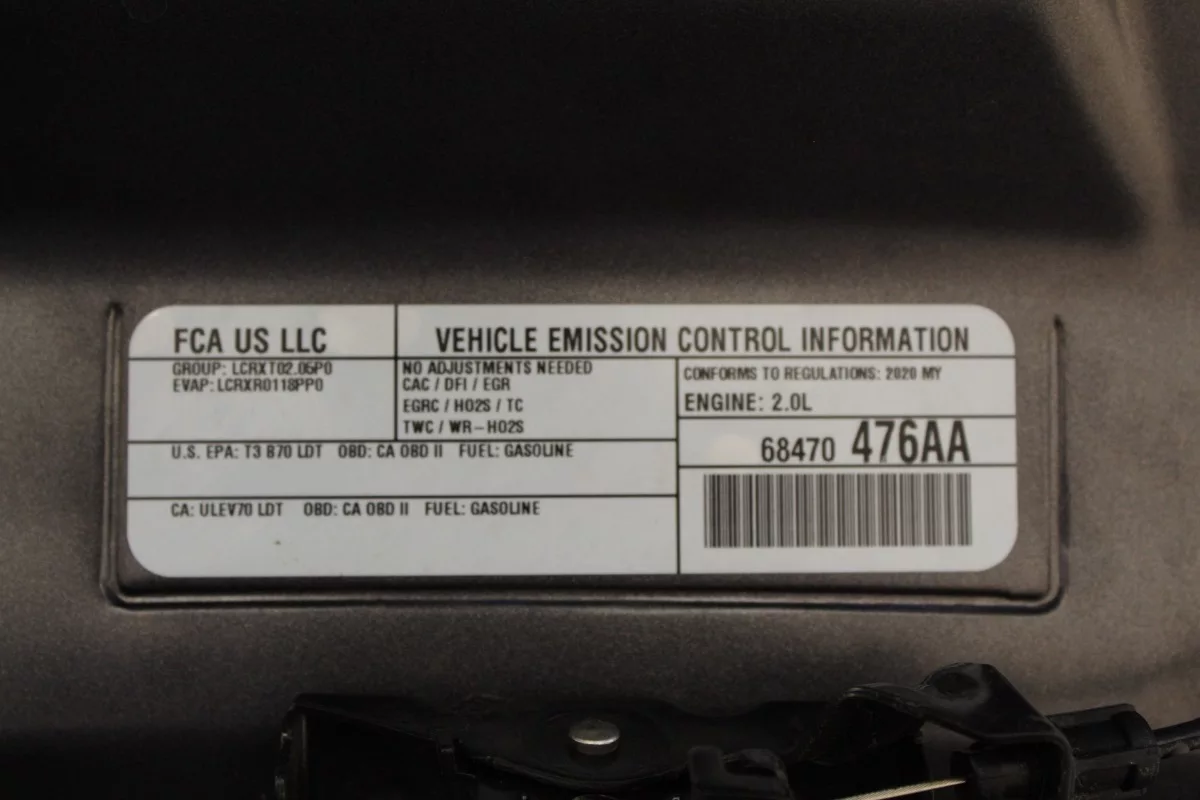 FCA US LLC
VEHICLE EMISSION CONTROL INFORMATION
GROUP: LCRXT02.05P0
EVAP: LCRXR0118PP0
NO ADJUSTMENTS NEEDED
CAC / DFI / EGR
EGRC / HO2S / TC
TWC / WR-HO2S
CONFORMS TO REGULATIONS: 2020 MY
ENGINE: 2.0L
68470 476AA
U.S. EPA: T3 B70 LDT OBD: CA OBD II FUEL: GASOLINE
CA: ULEV70 LDT OBD: CA OBD II FUEL: GASOLINE